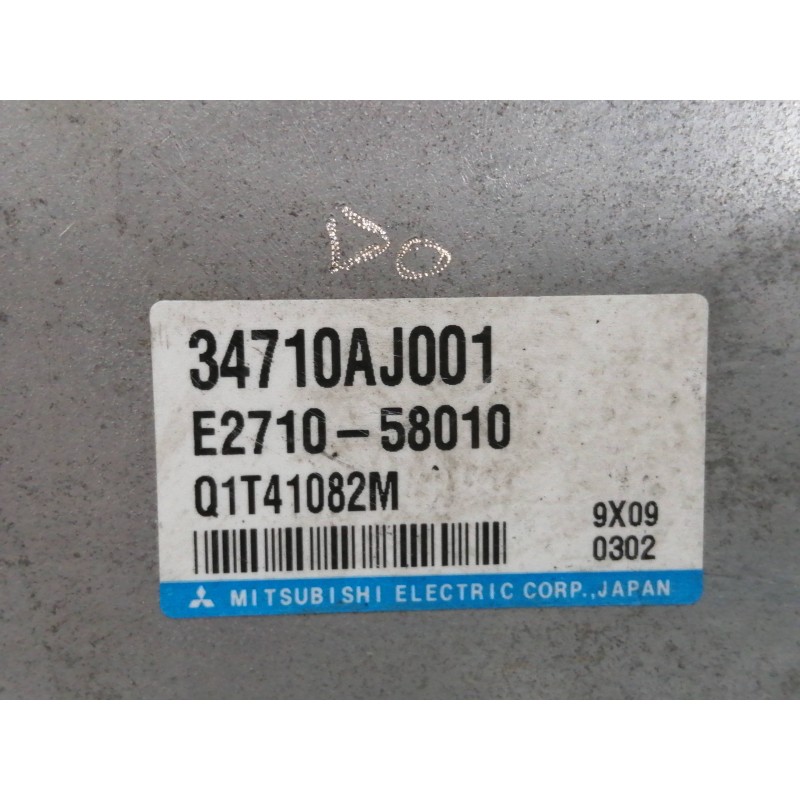 34710AJ001
E2710-58010
Q1T41082M
9X09
0302
MITSUBISHI ELECTRIC CORP.,JAPAN